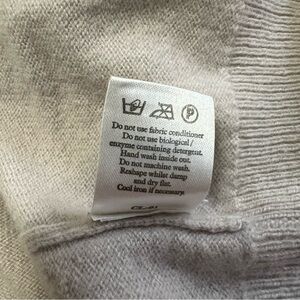 P
Do not use fabric conditioner
Do not use biological /
enzyme containing detergent.
Hand wash inside out.
Do not machine wash.
Reshape whilst damp
and dry flat.
Cool iron if necessary.